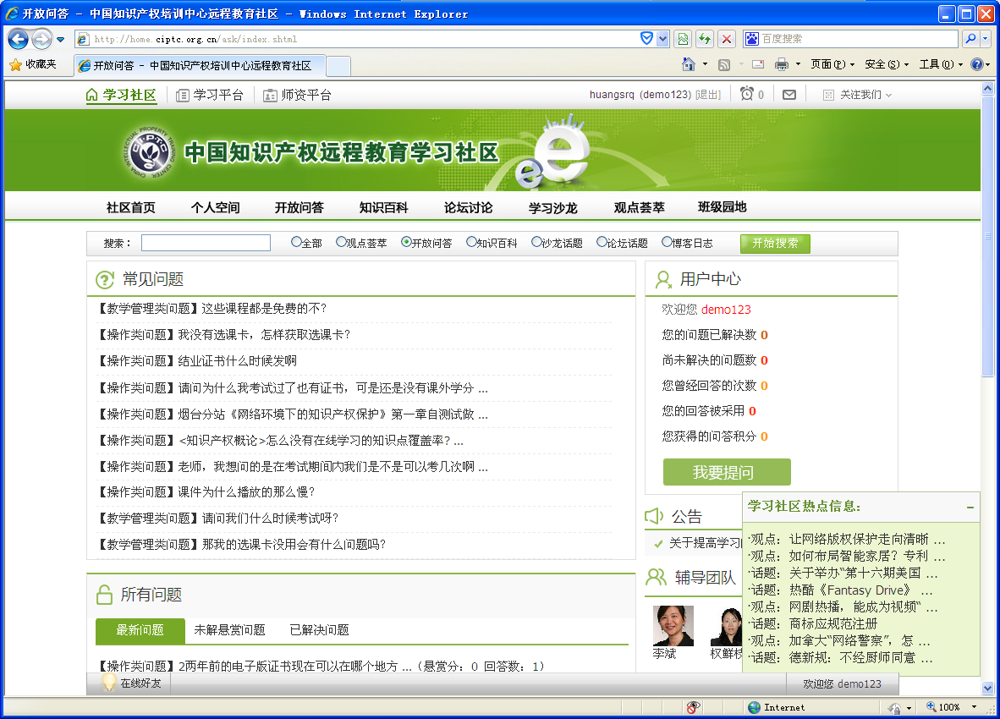 开放问答 - 中国知识产权培训中心远程教育社区 - Windows Internet Explorer
http://home.ciptc.org.cn/ask/index.shtml
百度搜索
收藏夹
开放问答 - 中国知识产权培训中心远程教育社区
页面(P) 安全(S) 工具(O)
学习社区 学习平台 师资平台
huangsrq (demo123) [退出] 0 关注我们
中国知识产权远程教育学习社区
社区首页 个人空间 开放问答 知识百科 论坛讨论 学习沙龙 观点荟萃 班级园地
搜索： 全部 观点荟萃 开放问答 知识百科 沙龙话题 论坛话题 博客日志 开始搜索
常见问题
【教学管理类问题】这些课程都是免费的不?
【操作类问题】我没有选课卡，怎样获取选课卡?
【操作类问题】结业证书什么时候发啊
【操作类问题】请问为什么我考试过了也有证书，可是还是没有课外学分 ...
【操作类问题】烟台分站《网络环境下的知识产权保护》第一章自测试做 ...
【操作类问题】<知识产权概论>怎么没有在线学习的知识点覆盖率? ...
【操作类问题】老师，我想问的是在考试期间内我们是不是可以考几次啊 ...
【操作类问题】课件为什么播放的那么慢?
【教学管理类问题】请问我们什么时候考试呀?
【教学管理类问题】那我的选课卡没用会有什么问题吗?
用户中心
欢迎您 demo123
您的问题已解决数 0
尚未解决的问题数 0
您曾经回答的次数 0
您的回答被采用 0
您获得的问答积分 0
我要提问
公告
关于提高学习
辅导团队
李斌 权鲜枝
学习社区热点信息:
·观点: 让网络版权保护走向清晰 ...
·观点: 如何布局智能家居？专利 ...
·话题: 关于举办“第十六期美国 ...
·话题: 热酷《Fantasy Drive》 ...
·观点: 网剧热播，能成为视频“ ...
·话题: 商标应规范注册
·观点: 加拿大“网络警察”，怎 ...
·话题: 德新规：不经厨师同意 ...
所有问题
最新问题 未解悬赏问题 已解决问题
【操作类问题】2两年前的电子版证书现在可以在哪个地方 ...（悬赏分：0 回答数：1）
在线好友
欢迎您 demo123
Internet
100%